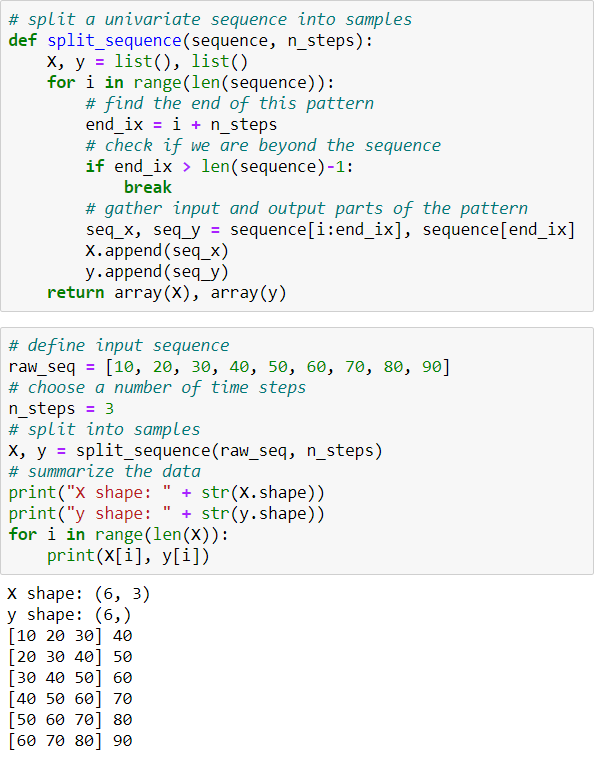 # split a univariate sequence into samples
def split_sequence(sequence, n_steps):
    X, y = list(), list()
    for i in range(len(sequence)):
        # find the end of this pattern
        end_ix = i + n_steps
        # check if we are beyond the sequence
        if end_ix > len(sequence)-1:
            break
        # gather input and output parts of the pattern
        seq_x, seq_y = sequence[i:end_ix], sequence[end_ix]
        X.append(seq_x)
        y.append(seq_y)
    return array(X), array(y)
# define input sequence
raw_seq = [10, 20, 30, 40, 50, 60, 70, 80, 90]
# choose a number of time steps
n_steps = 3
# split into samples
X, y = split_sequence(raw_seq, n_steps)
# summarize the data
print("X shape: " + str(X.shape))
print("y shape: " + str(y.shape))
for i in range(len(X)):
    print(X[i], y[i])
X shape: (6, 3)
y shape: (6,)
[10 20 30] 40
[20 30 40] 50
[30 40 50] 60
[40 50 60] 70
[50 60 70] 80
[60 70 80] 90